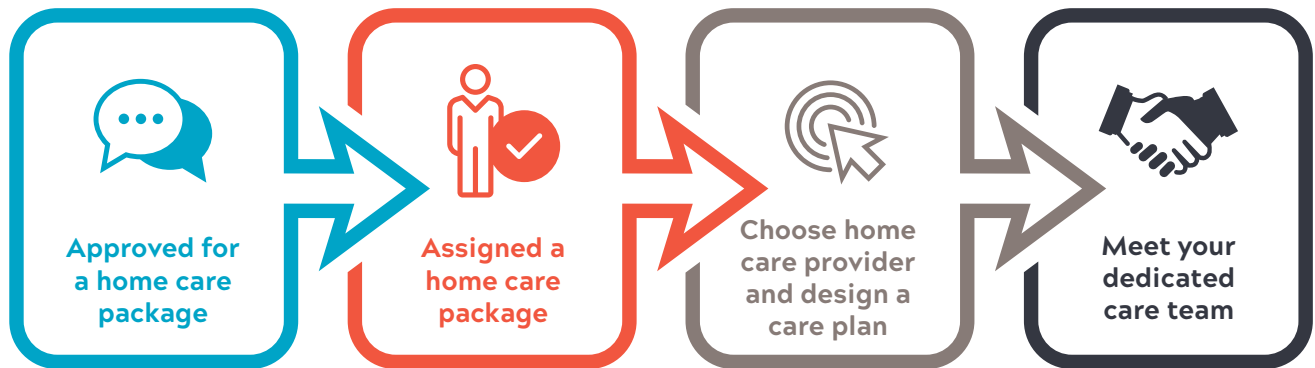 Approved for
a home care
package
Assigned a
home care
package
Choose home
care provider
and design a
care plan
Meet your
dedicated
care team